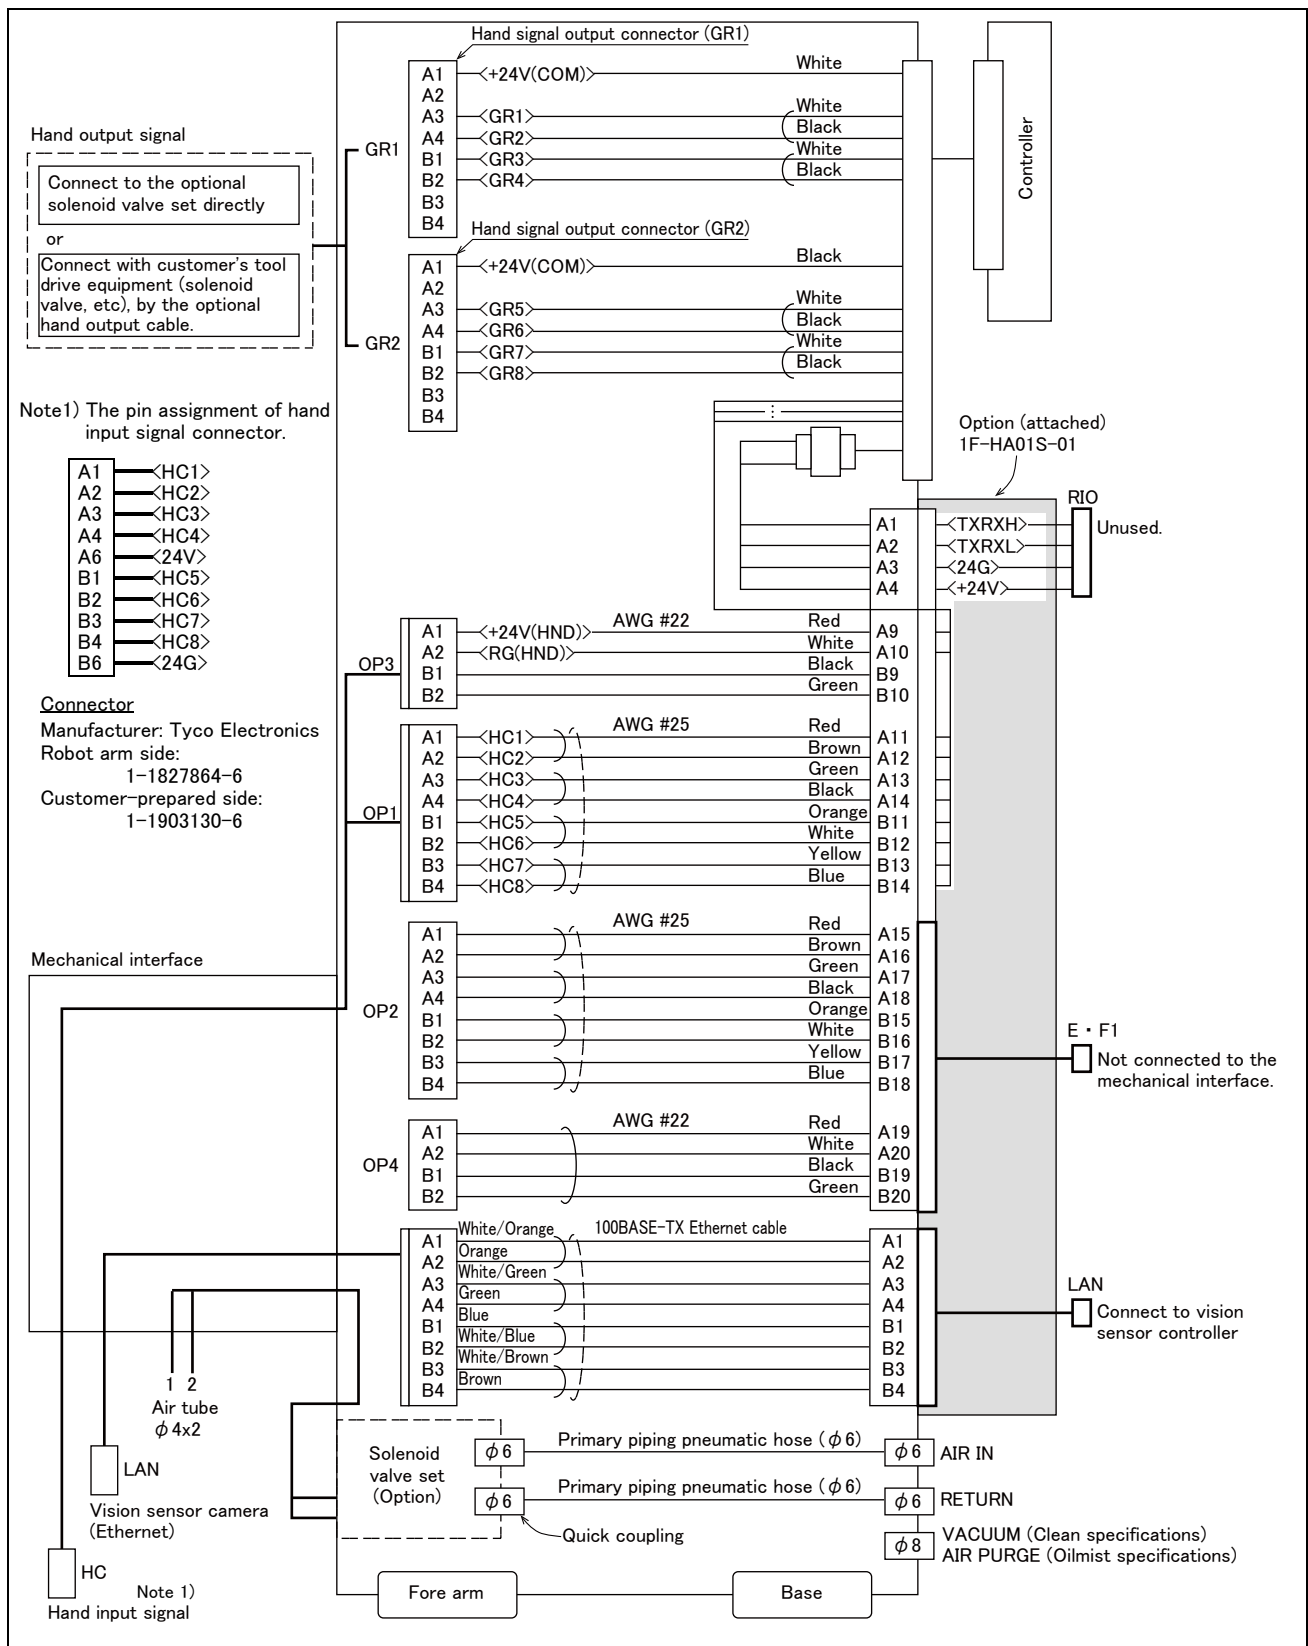 Hand signal output connector (GR1)
A1 <+24V(COM)> White
A2
A3 <GR1> White
A4 <GR2> Black
B1 <GR3> White
B2 <GR4> Black
B3
B4
GR1
Controller
Hand output signal
Connect to the optional
solenoid valve set directly
or
Connect with customer's tool
drive equipment (solenoid
valve, etc), by the optional
hand output cable.
Hand signal output connector (GR2)
A1 <+24V(COM)> Black
A2
A3 <GR5> White
A4 <GR6> Black
B1 <GR7> White
B2 <GR8> Black
B3
B4
GR2
Note1) The pin assignment of hand
input signal connector.
A1 <HC1>
A2 <HC2>
A3 <HC3>
A4 <HC4>
A6 <24V>
B1 <HC5>
B2 <HC6>
B3 <HC7>
B4 <HC8>
B6 <24G>
Connector
Manufacturer: Tyco Electronics
Robot arm side:
1-1827864-6
Customer-prepared side:
1-1903130-6
Option (attached)
1F-HA01S-01
RIO
Unused.
A1 <TXRXH>
A2 <TXRXL>
A3 <24G>
A4 <+24V>
OP3
AWG #22
A1 <+24V(HND)> Red A9
A2 <RG(HND)> White A10
B1 Black B9
B2 Green B10
OP1
AWG #25
A1 <HC1> Red A11
A2 <HC2> Brown A12
A3 <HC3> Green A13
A4 <HC4> Black A14
B1 <HC5> Orange B11
B2 <HC6> White B12
B3 <HC7> Yellow B13
B4 <HC8> Blue B14
OP2
AWG #25
A1 Red A15
A2 Brown A16
A3 Green A17
A4 Black A18
B1 Orange B15
B2 White B16
B3 Yellow B17
B4 Blue B18
E・F1
Not connected to the
mechanical interface.
OP4
AWG #22
A1 Red A19
A2 White A20
B1 Black B19
B2 Green B20
100BASE-TX Ethernet cable
A1 White/Orange A1
A2 Orange A2
A3 White/Green A3
A4 Green A4
B1 Blue B1
B2 White/Blue B2
B3 White/Brown B3
B4 Brown B4
LAN
Connect to vision
sensor controller
Mechanical interface
1 2
Air tube
φ4x2
LAN
Vision sensor camera
(Ethernet)
HC
Note 1)
Hand input signal
Solenoid
valve set
(Option)
φ6 Primary piping pneumatic hose (φ6) φ6 AIR IN
φ6 Primary piping pneumatic hose (φ6) φ6 RETURN
Quick coupling
φ8 VACUUM (Clean specifications)
AIR PURGE (Oilmist specifications)
Fore arm
Base